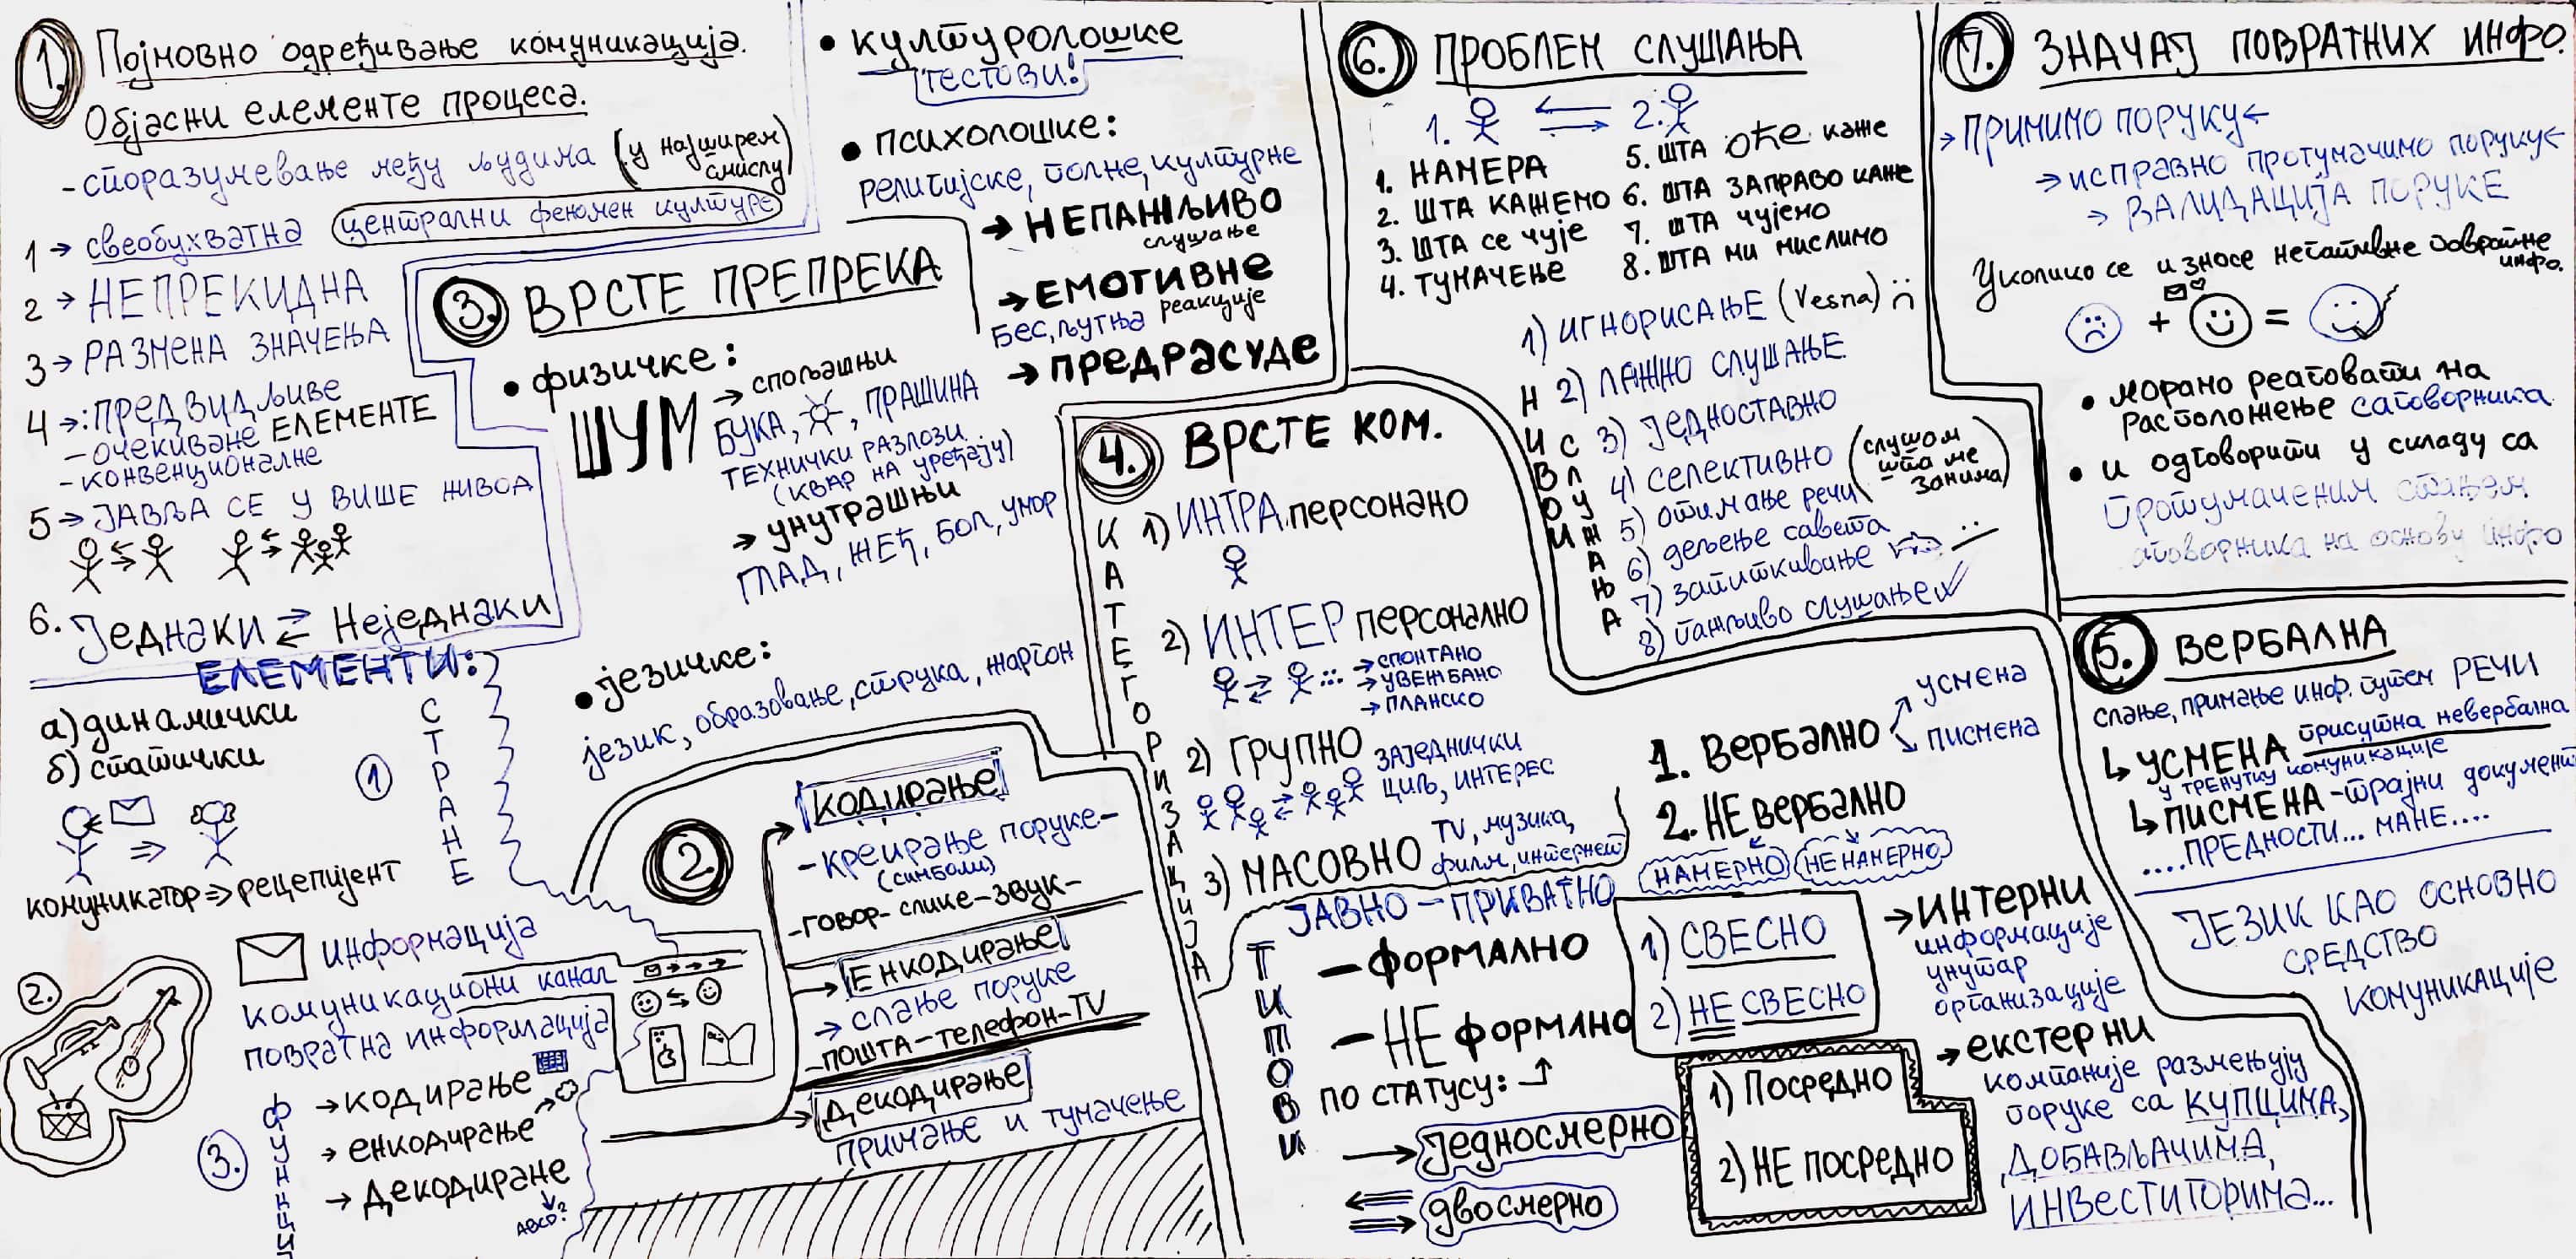 1. Појмовно одређивање комуникација.
Објасни елементе процеса.
- споразумевање међу људима (у најширем смислу)
1 → свеобухватна централни феномен културе
2 → НЕПРЕКИДНА
3 → РАЗМЕНА ЗНАЧЕЊА
4 →: ПРЕДВИДЉИВЕ
- ОЧЕКИВАНЕ ЕЛЕМЕНТЕ
- КОНВЕНЦИОНАЛНЕ
5 → ЈАВЉА СЕ У ВИШЕ НИВОА
6. Једнаки ⇄ Неједнаки
ЕЛЕМЕНТИ:
а) динамички
б) статички
1 СТРАНЕ
комуникатор ⇒ рецепијент
2.
информација
комуникациони канал
повратна информација
3. ФУНКЦИЈ
→ кодирање
→ енкодирање
→ декодиране
ABCD?
2.
кодирање
- креирање поруке -
(симболи)
- говор - слике - звук -
Енкодирање
→ слање поруке
- пошта - телефон - TV
Декодирање
примање и тумачење
3. ВРСТЕ ПРЕПРЕКА
• физичке:
ШУМ
→ спољашњи
БУКА, , ПРАШИНА
ТЕХНИЧКИ РАЗЛОЗИ
(КВАР НА УРЕЂАЈУ)
→ унутрашњи
ГЛАД, ЖЕЂ, БОЛ, УМОР
• језичке:
језик, образовање, струка, жаргон
• културолошке
ТЕСТОВИ!
• психолошке:
религијске, полне, културне
→ НЕПАЖЉИВО
слушање
→ ЕМОТИВНЕ
реакције
БЕС, љутња
→ ПРЕДРАСУДЕ
4. ВРСТЕ КОМ.
КАТЕГОРИЗАЦИЈА
1) ИНТРА персонано
2) ИНТЕР персонално
→ СПОНТАНО
→ УВЕЖБАНО
→ ПЛАНСКО
2) ГРУПНО ЗАЈЕДНИЧКИ
ЦИЉ, ИНТЕРЕС
3) МАСОВНО TV, музика,
филм, интернет
ЈАВНО - ПРИВАТНО
ТИПОВИ
- ФОРМАЛНО
- НЕ формлно
ПО СТАТУСУ:
→ Једносмерно
двосмерно
1. Вербално
УСМЕНА
ПИСМЕНА
2. НЕ вербално
НАМЕРНО НЕ НАМЕРНО
1) СВЕСНО
2) НЕ СВЕСНО
1) Посредно
2) НЕ ПОСРЕДНО
→ ИНТЕРНИ
информације
унутар
организације
→ екстерни
компаније размењују
поруке са КУПЦИМА,
ДОБАВЉАЧИМА,
ИНВЕСТИТОРИМА...
6. ПРОБЛЕМ СЛУШАЊА
1. 2.
1. НАМЕРА
2. ШТА КАЖЕМО
3. ШТА СЕ ЧУЈЕ
4. ТУМАЧЕЊЕ
5. ШТА ОЋЕ каже
6. ШТА ЗАПРАВО КАЖЕ
7. ШТА ЧУЈЕМО
8. ШТА МИ МИСЛИМО
НИВОИ СЛУШАЊА
1) ИГНОРИСАЊЕ (Vesna)
2) ЛАЖНО СЛУШАЊЕ
3) ЈЕДНОСТАВНО
4) СЕЛЕКТИВНО (слушом шта ме занима)
5) отимање речи
6) дељење савета
7) запиткивање
8) пажљиво слушање ✓
7. ЗНАЧАЈ ПОВРАТНИХ ИНФО.
→ ПРИМИМО ПОРУКУ ←
→ исправно протумачимо поруку ←
→ ВАЛИДАЦИЈА ПОРУКЕ
Уколико се износе негативне повратне инфо.
+ =
• морамо реаговати на
расположење саговорника
• и одговорити у складу са
протумаченим стањем
аговорника на основу инфо
5. ВЕРБАЛНА
слање, примање инф. путем РЕЧИ
↳ УСМЕНА присутна невербална
у тренутку комуникације
↳ ПИСМЕНА - трајни документ
....ПРЕДНОСТИ... МАНЕ....
ЈЕЗИК КАО ОСНОВНО
СРЕДСТВО
КОМУНИКАЦИЈЕ